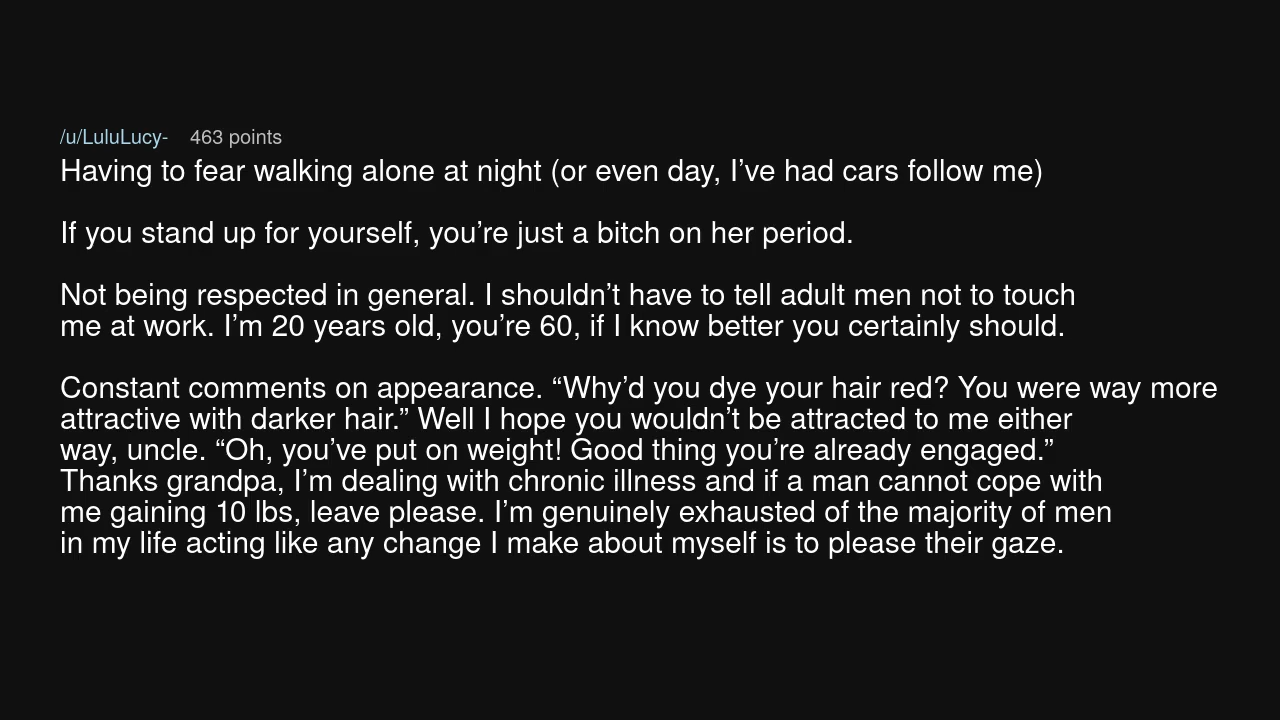 /u/LuluLucy- 463 points
Having to fear walking alone at night (or even day, I’ve had cars follow me)
If you stand up for yourself, you’re just a bitch on her period.
Not being respected in general. I shouldn’t have to tell adult men not to touch
me at work. I’m 20 years old, you’re 60, if I know better you certainly should.
Constant comments on appearance. “Why’d you dye your hair red? You were way more
attractive with darker hair.” Well I hope you wouldn’t be attracted to me either
way, uncle. “Oh, you’ve put on weight! Good thing you’re already engaged.”
Thanks grandpa, I’m dealing with chronic illness and if a man cannot cope with
me gaining 10 lbs, leave please. I’m genuinely exhausted of the majority of men
in my life acting like any change I make about myself is to please their gaze.